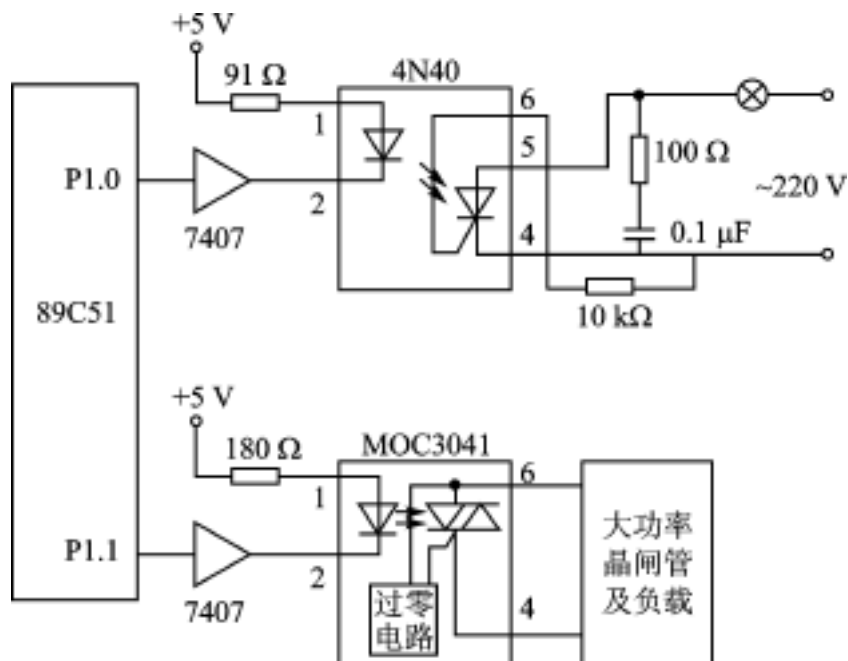 +5 V
91 Ω
4N40
1
6
5
P1.0
2
7407
4
100 Ω
~220 V
0.1 μF
10 kΩ
89C51
+5 V
180 Ω
MOC3041
1
6
P1.1
2
7407
过零
电路
4
大功率
晶闸管
及负载